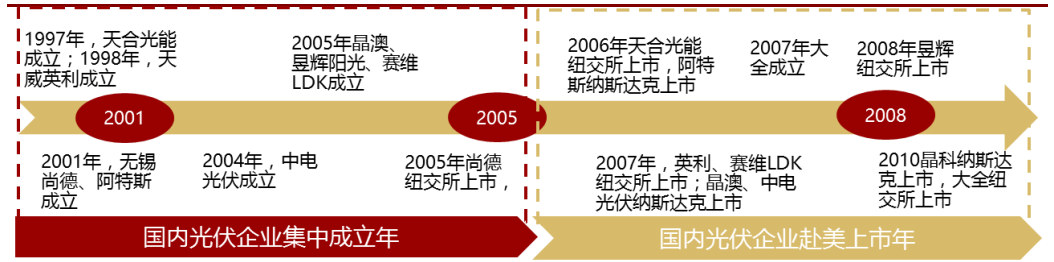 1997年，天合光能
成立；1998年，天
威英利成立
2005年晶澳、
昱辉阳光、赛维
LDK成立
2006年天合光能
纽交所上市，阿特
斯纳斯达克上市
2007年大
全成立
2008年昱辉
纽交所上市
2001
2005
2008
2001年，无锡
尚德、阿特斯
成立
2004年，中电
光伏成立
2005年尚德
纽交所上市，
2007年，英利、赛维LDK
纽交所上市；晶澳、中电
光伏纳斯达克上市
2010晶科纳斯达
克上市，大全纽
交所上市
国内光伏企业集中成立年
国内光伏企业赴美上市年